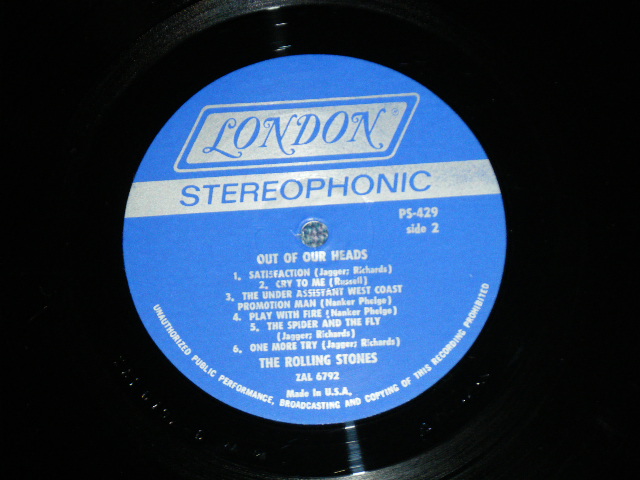 LONDON®
STEREOPHONIC
PS-429
side 2
OUT OF OUR HEADS
1. SATISFACTION (Jagger; Richards)
2. CRY TO ME (Russell)
3. THE UNDER ASSISTANT WEST COAST
PROMOTION MAN (Nanker Phelge)
4. PLAY WITH FIRE (Nanker Phelge)
5. THE SPIDER AND THE FLY
(Jagger; Richards)
6. ONE MORE TRY (Jagger; Richards)
THE ROLLING STONES
ZAL 6792
Made in U.S.A.
UNAUTHORIZED PUBLIC PERFORMANCE, BROADCASTING AND COPYING OF THIS RECORDING PROHIBITED